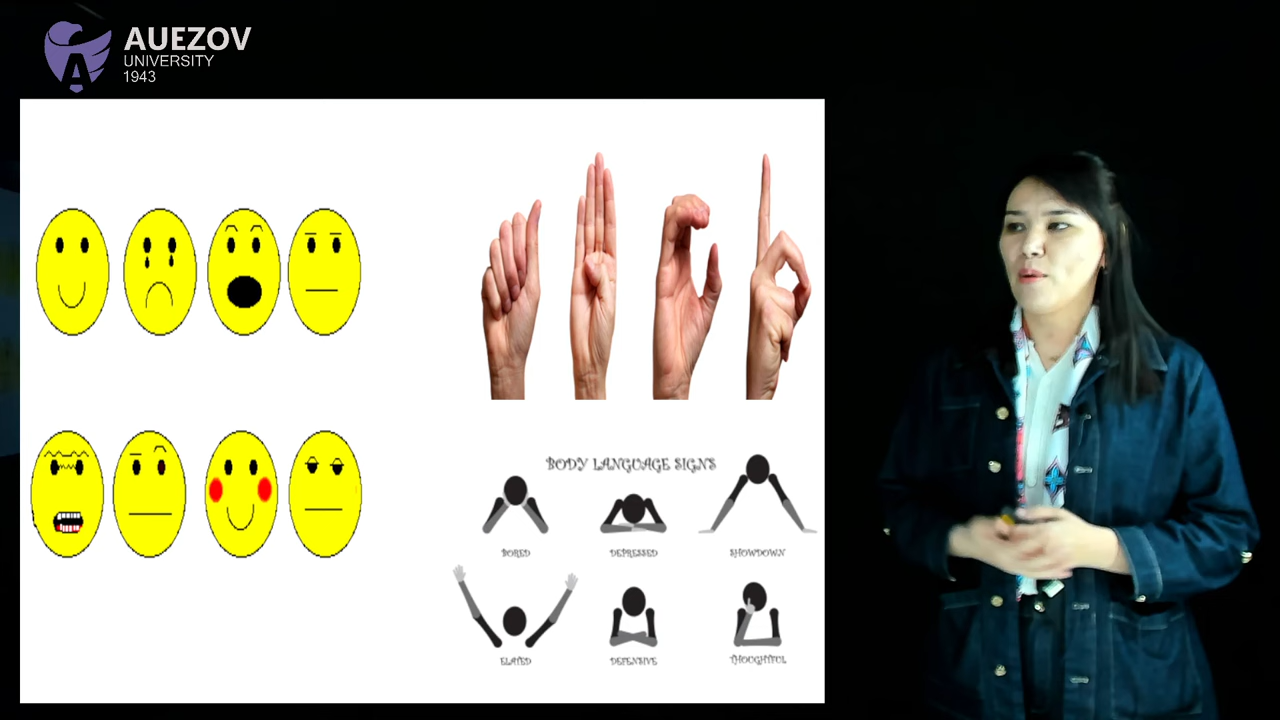 AUEZOV
UNIVERSITY
1943
BODY LANGUAGE SIGNS
BORED
DEPRESSED
SHOWDOWN
ELATED
DEFENSIVE
THOUGHTFUL